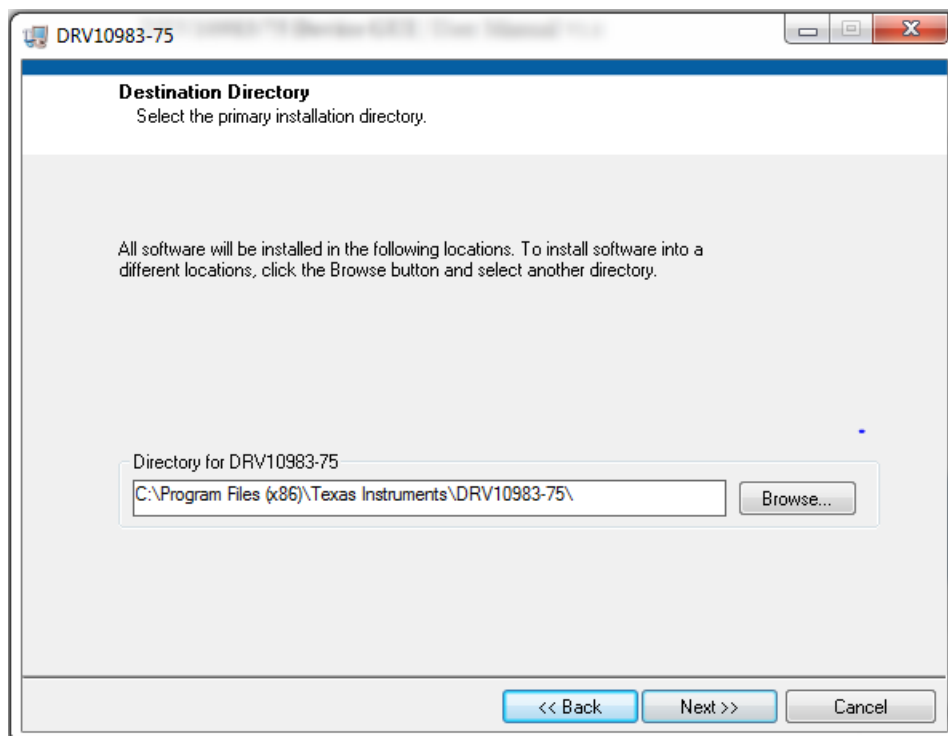 DRV10983-75
Destination Directory
Select the primary installation directory.
All software will be installed in the following locations. To install software into a
different locations, click the Browse button and select another directory.
Directory for DRV10983-75
C:\Program Files (x86)\Texas Instruments\DRV10983-75\
Browse...
<< Back
Next >>
Cancel